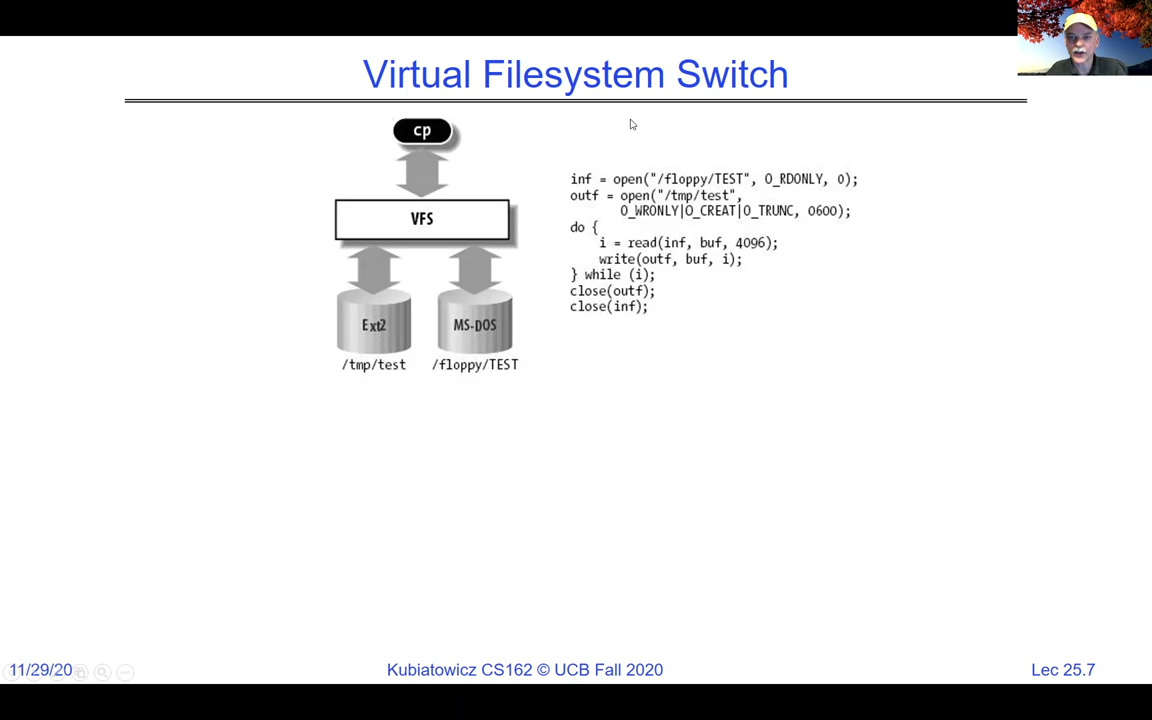 Virtual Filesystem Switch
cp
VFS
Ext2
MS-DOS
/tmp/test
/floppy/TEST
inf = open("/floppy/TEST", O_RDONLY, 0);
outf = open("/tmp/test",
O_WRONLY|O_CREAT|O_TRUNC, 0600);
do {
i = read(inf, buf, 4096);
write(outf, buf, i);
} while (i);
close(outf);
close(inf);
11/29/20
Kubiatowicz CS162 © UCB Fall 2020
Lec 25.7